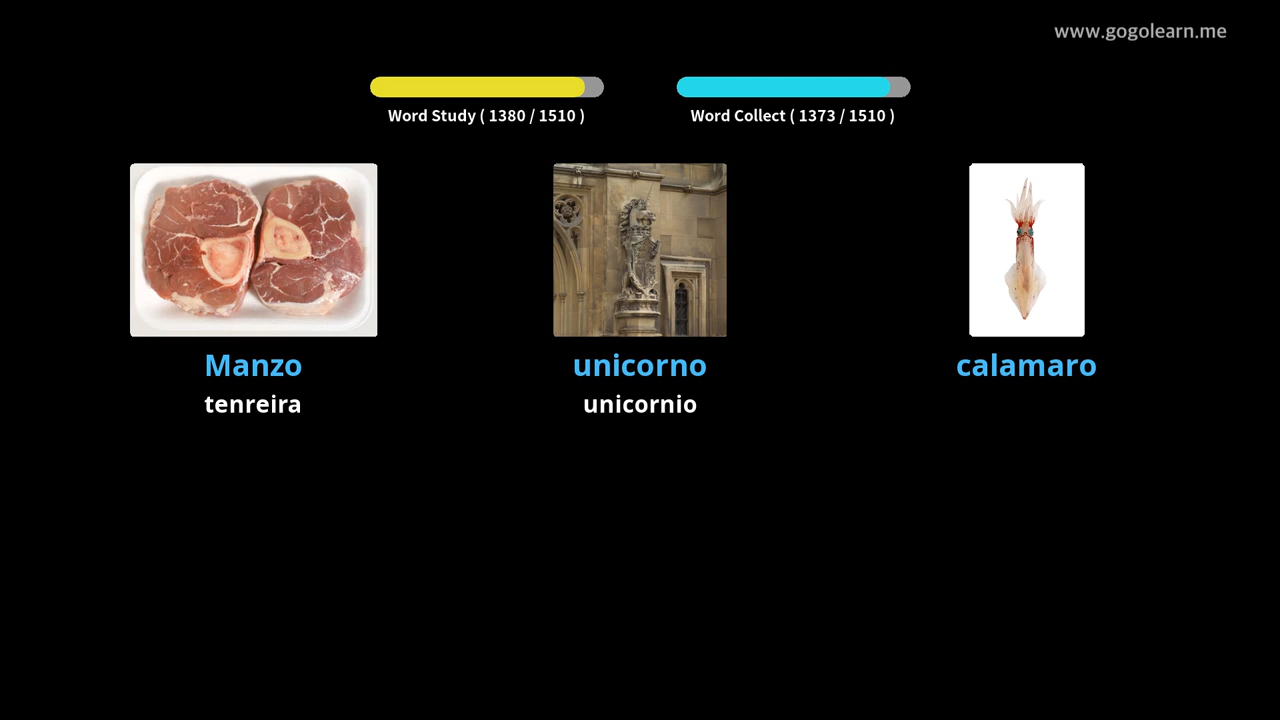 www.gogolearn.me
Word Study ( 1380 / 1510 )
Word Collect ( 1373 / 1510 )
Manzo
unicorno
calamaro
tenreira
unicornio